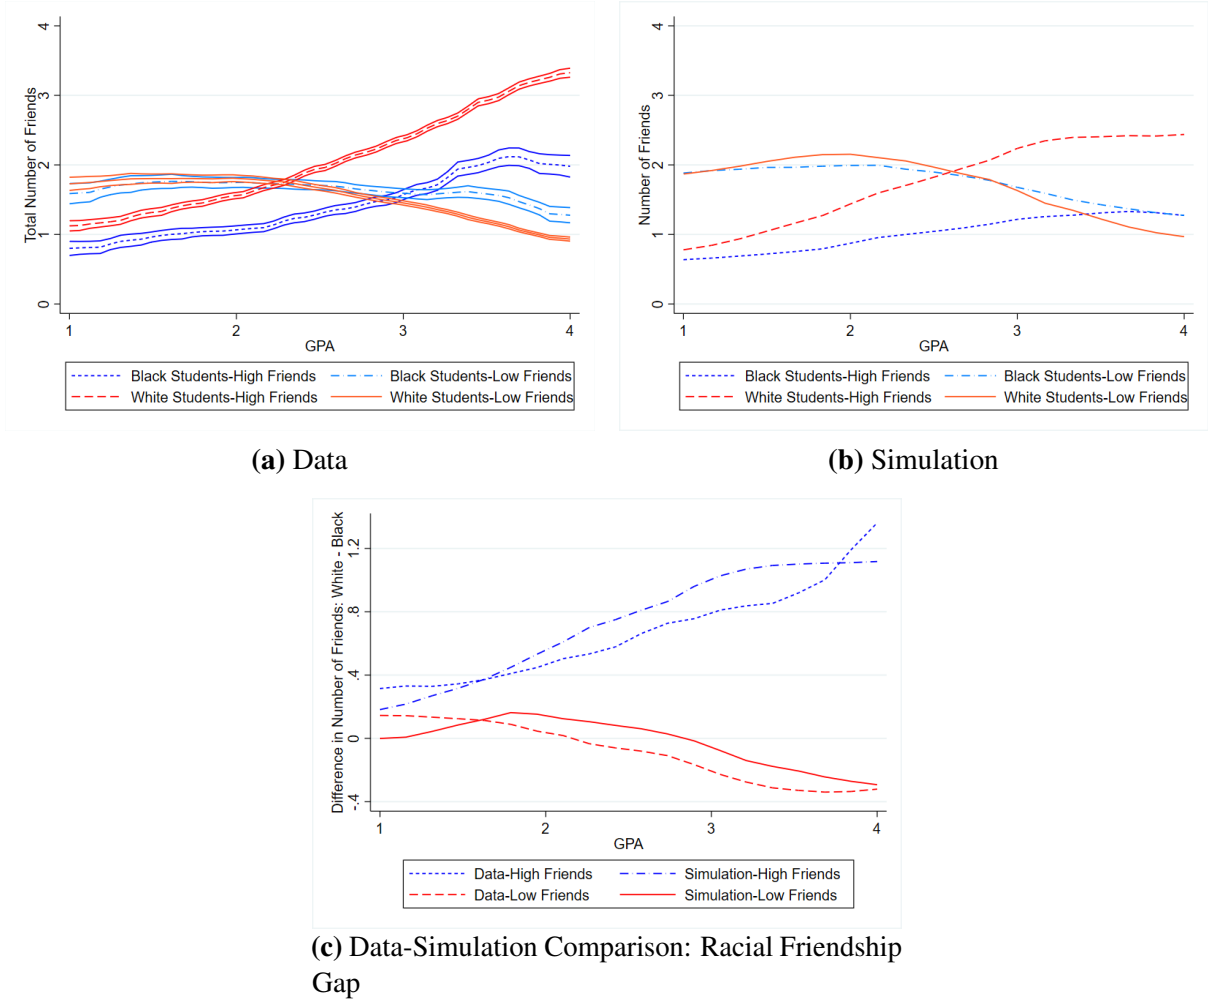 Total Number of Friends
4
3
2
1
0
1 2 3 4
GPA
Black Students-High Friends Black Students-Low Friends
White Students-High Friends White Students-Low Friends
(a) Data
Number of Friends
4
3
2
1
0
1 2 3 4
GPA
Black Students-High Friends Black Students-Low Friends
White Students-High Friends White Students-Low Friends
(b) Simulation
Difference in Number of Friends: White - Black
1.2
.8
.4
0
-.4
1 2 3 4
GPA
Data-High Friends Simulation-High Friends
Data-Low Friends Simulation-Low Friends
(c) Data-Simulation Comparison: Racial Friendship
Gap